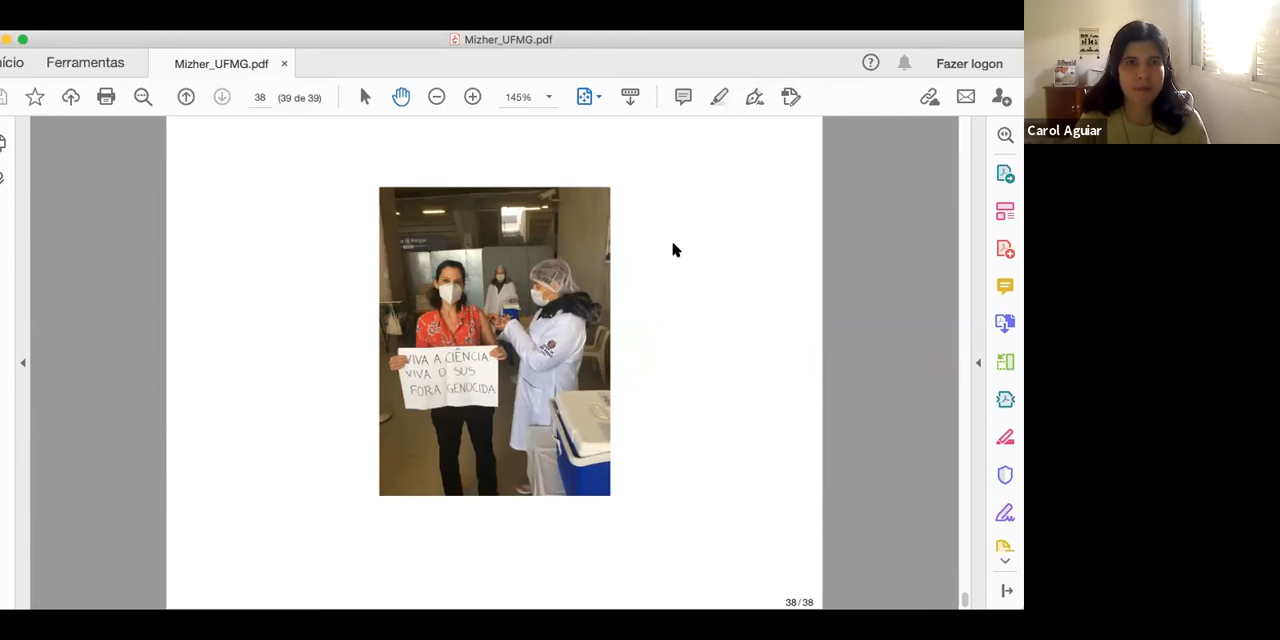 Mizher_UFMG.pdf
nício
Ferramentas
Mizher_UFMG.pdf ×
Fazer logon
38 (39 de 39)
145%
Carol Aguiar
VIVA A CIÊNCIA
VIVA O SUS
FORA GENOCIDA
38/38